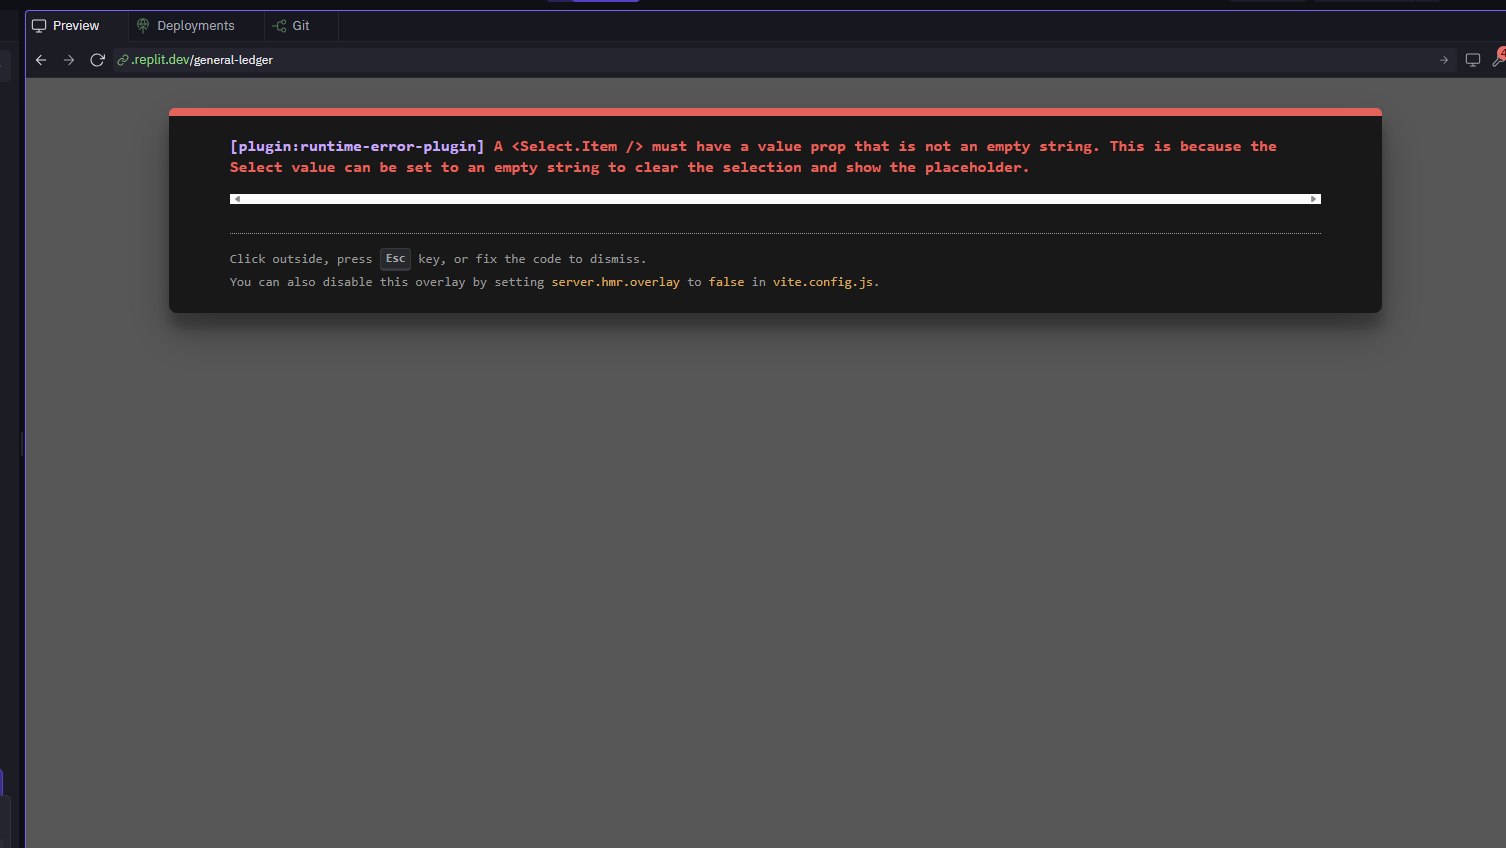 Preview
Deployments
Git
.replit.dev/general-ledger
4
[plugin:runtime-error-plugin] A <Select.Item /> must have a value prop that is not an empty string. This is because the
Select value can be set to an empty string to clear the selection and show the placeholder.
Click outside, press Esc key, or fix the code to dismiss.
You can also disable this overlay by setting server.hmr.overlay to false in vite.config.js.